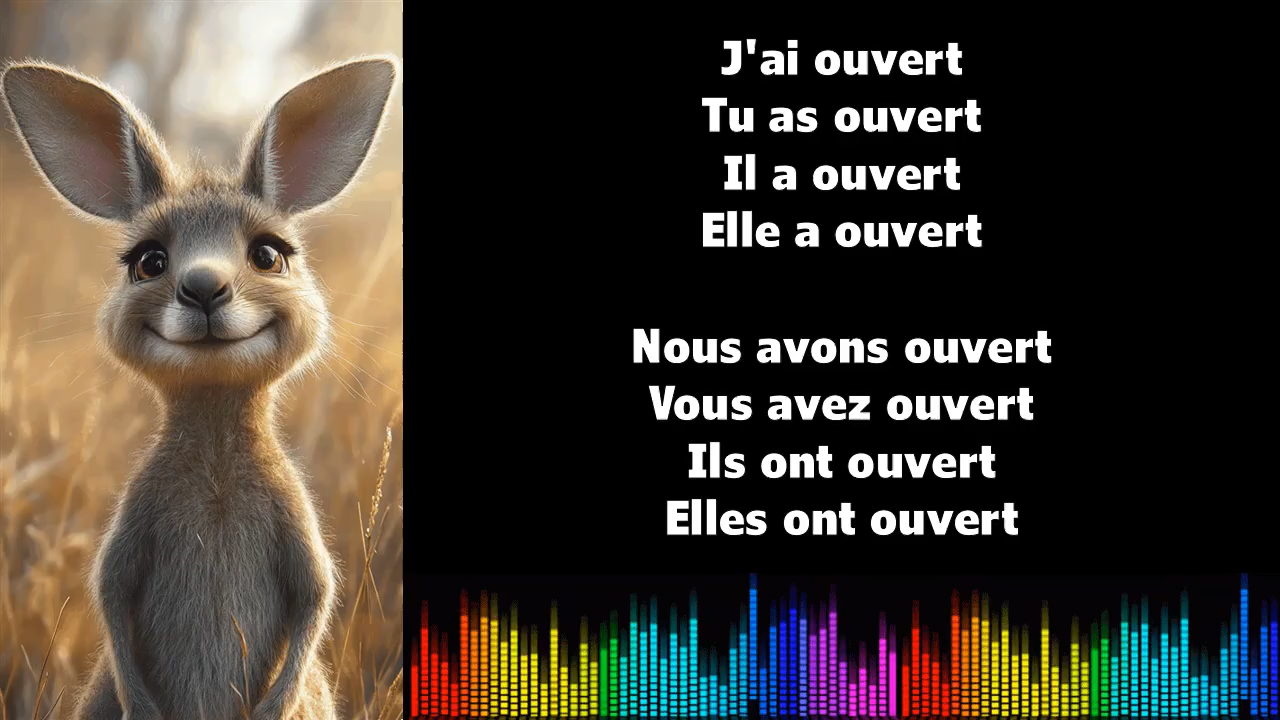 J'ai ouvert
Tu as ouvert
Il a ouvert
Elle a ouvert
Nous avons ouvert
Vous avez ouvert
Ils ont ouvert
Elles ont ouvert